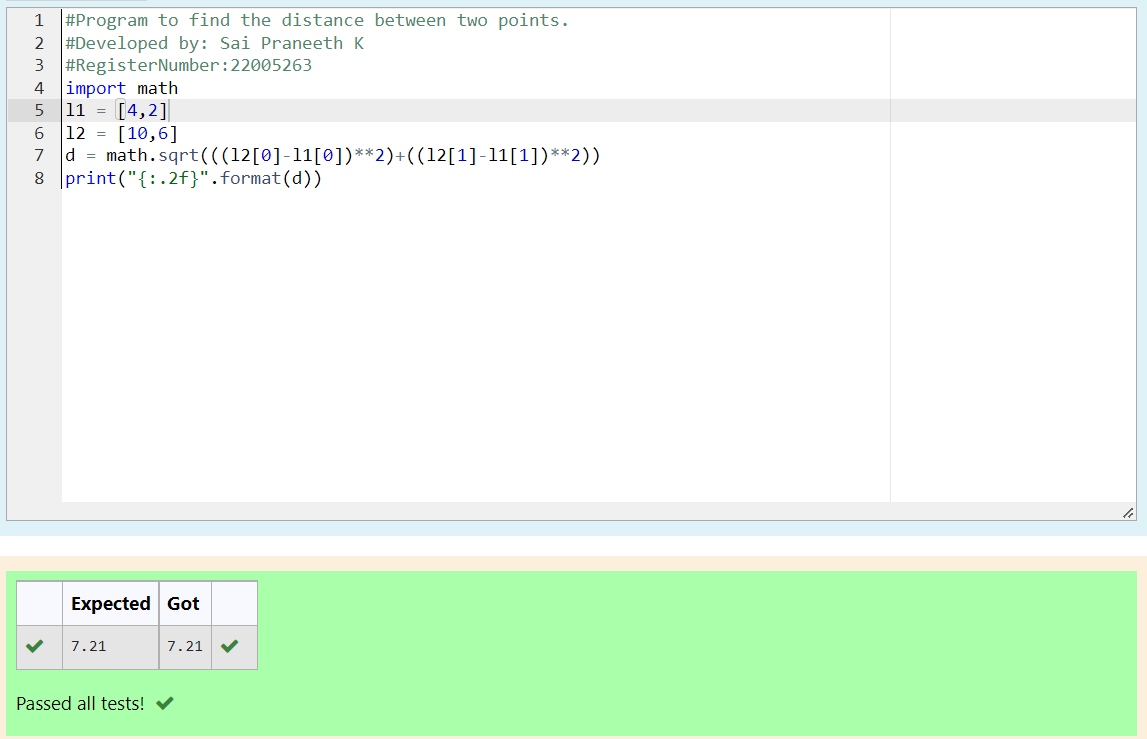 1 #Program to find the distance between two points.
2 #Developed by: Sai Praneeth K
3 #RegisterNumber:22005263
4 import math
5 l1 = [4,2]
6 l2 = [10,6]
7 d = math.sqrt(((l2[0]-l1[0])**2)+((l2[1]-l1[1])**2))
8 print("{:.2f}".format(d))
Expected Got
7.21 7.21
Passed all tests!